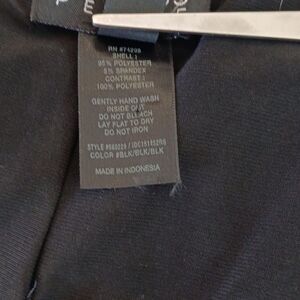 RN #74299
SHELL :
95% POLYESTER
5% SPANDEX
CONTRAST :
100% POLYESTER
GENTLY HAND WASH
INSIDE OUT
DO NOT BLEACH
LAY FLAT TO DRY
DO NOT IRON
COLOR #BLK/BLK/BLK
MADE IN INDONESIA